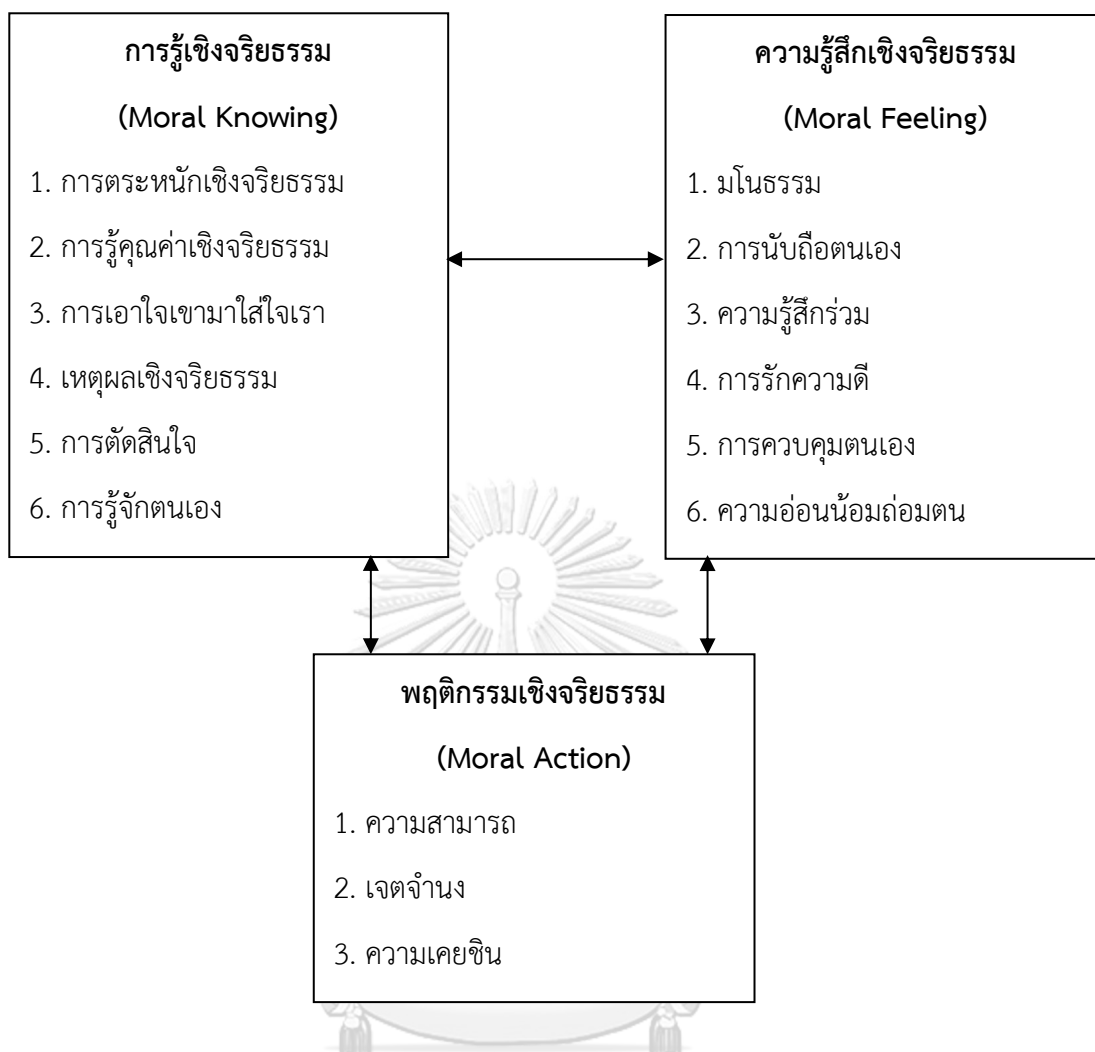 การรู้เชิงจริยธรรม
(Moral Knowing)
1. การตระหนักเชิงจริยธรรม
2. การรู้คุณค่าเชิงจริยธรรม
3. การเอาใจเขามาใส่ใจเรา
4. เหตุผลเชิงจริยธรรม
5. การตัดสินใจ
6. การรู้จักตนเอง
ความรู้สึกเชิงจริยธรรม
(Moral Feeling)
1. มโนธรรม
2. การนับถือตนเอง
3. ความรู้สึกร่วม
4. การรักความดี
5. การควบคุมตนเอง
6. ความอ่อนน้อมถ่อมตน
พฤติกรรมเชิงจริยธรรม
(Moral Action)
1. ความสามารถ
2. เจตจำนง
3. ความเคยชิน